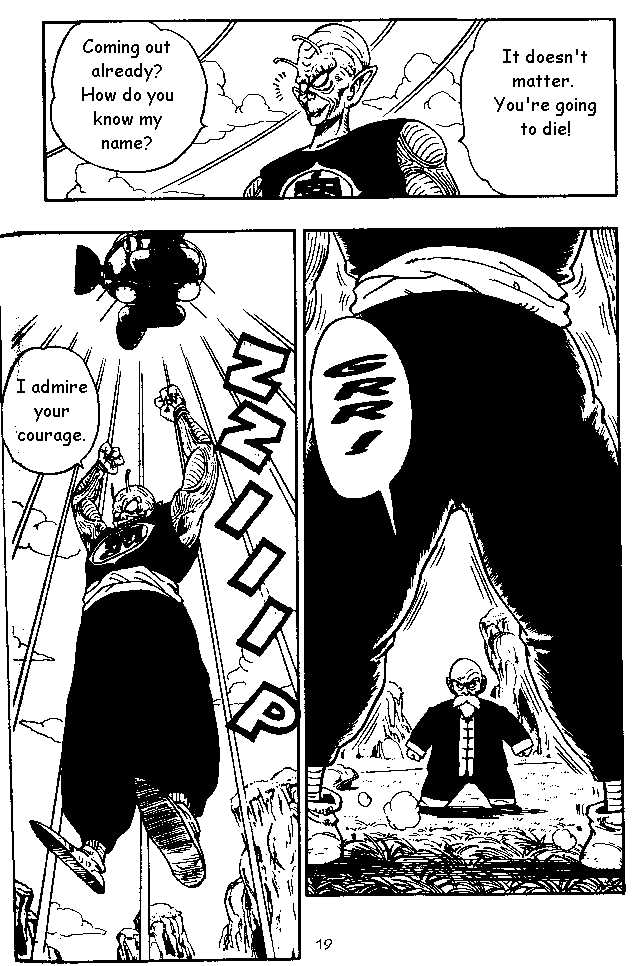 Coming out
already?
How do you
know my
name?
It doesn't
matter.
You're going
to die!
I admire
your
courage.
ZZIIIP
GRR!
19